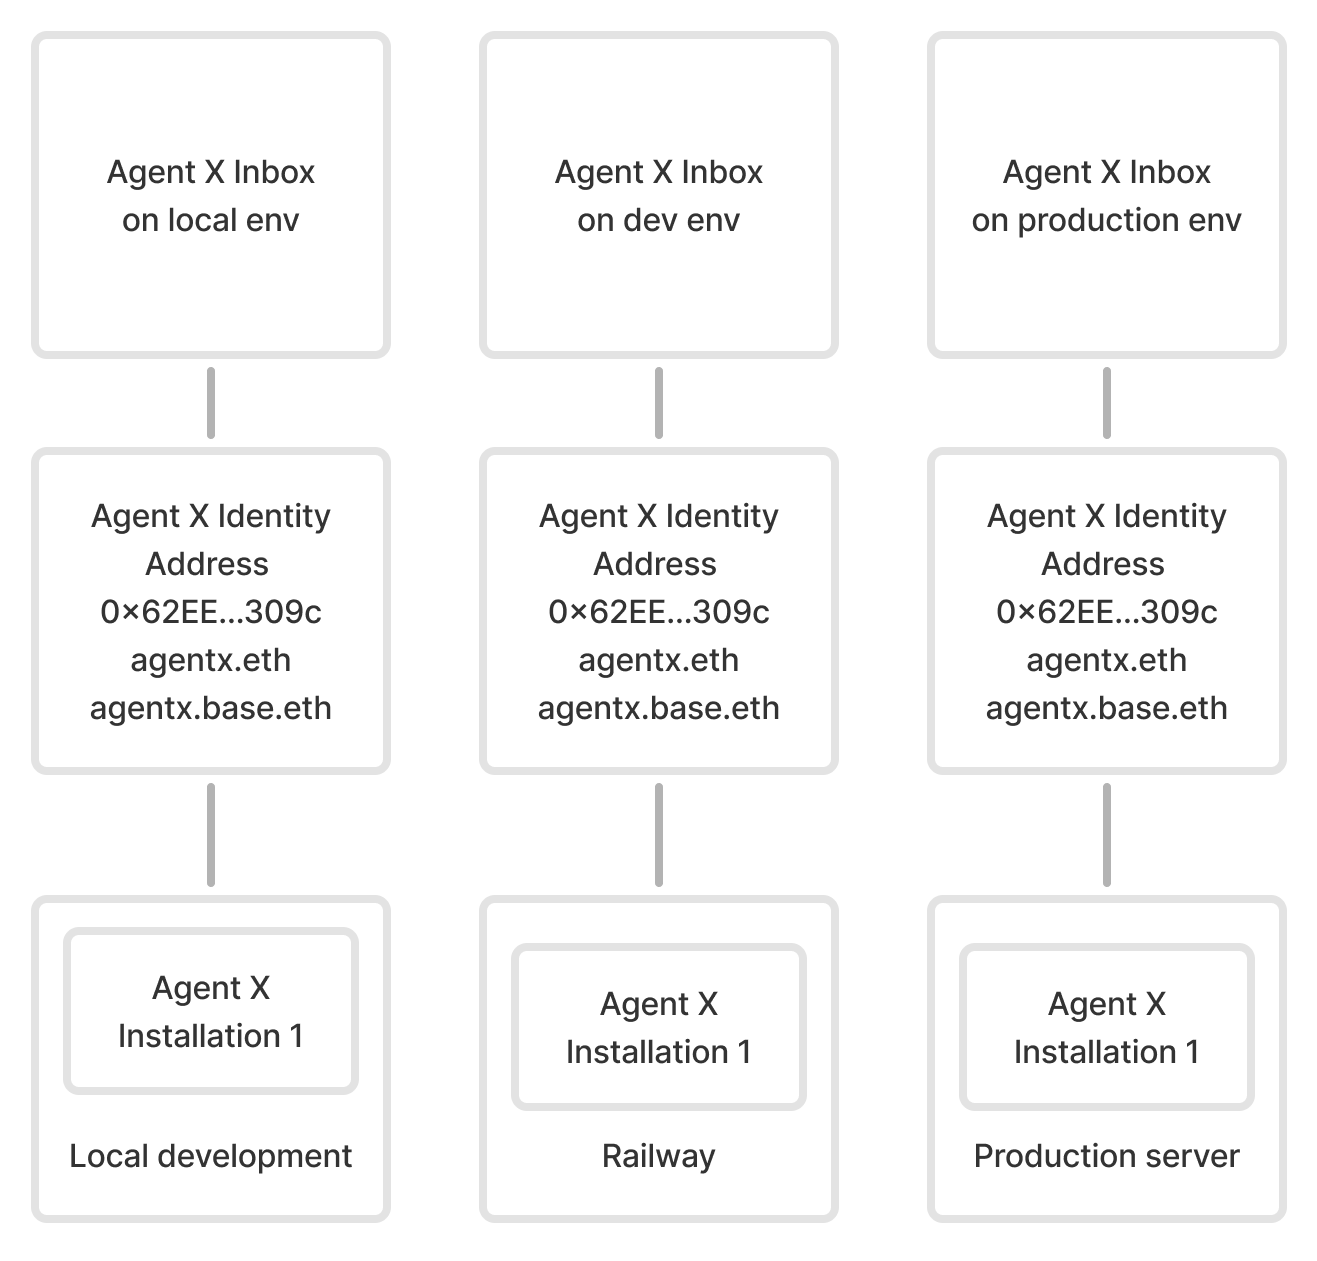 Agent X Inbox
on local env
Agent X Inbox
on dev env
Agent X Inbox
on production env
Agent X Identity
Address
0×62EE...309c
agentx.eth
agentx.base.eth
Agent X Identity
Address
0×62EE...309c
agentx.eth
agentx.base.eth
Agent X Identity
Address
0×62EE...309c
agentx.eth
agentx.base.eth
Agent X
Installation 1
Local development
Agent X
Installation 1
Railway
Agent X
Installation 1
Production server